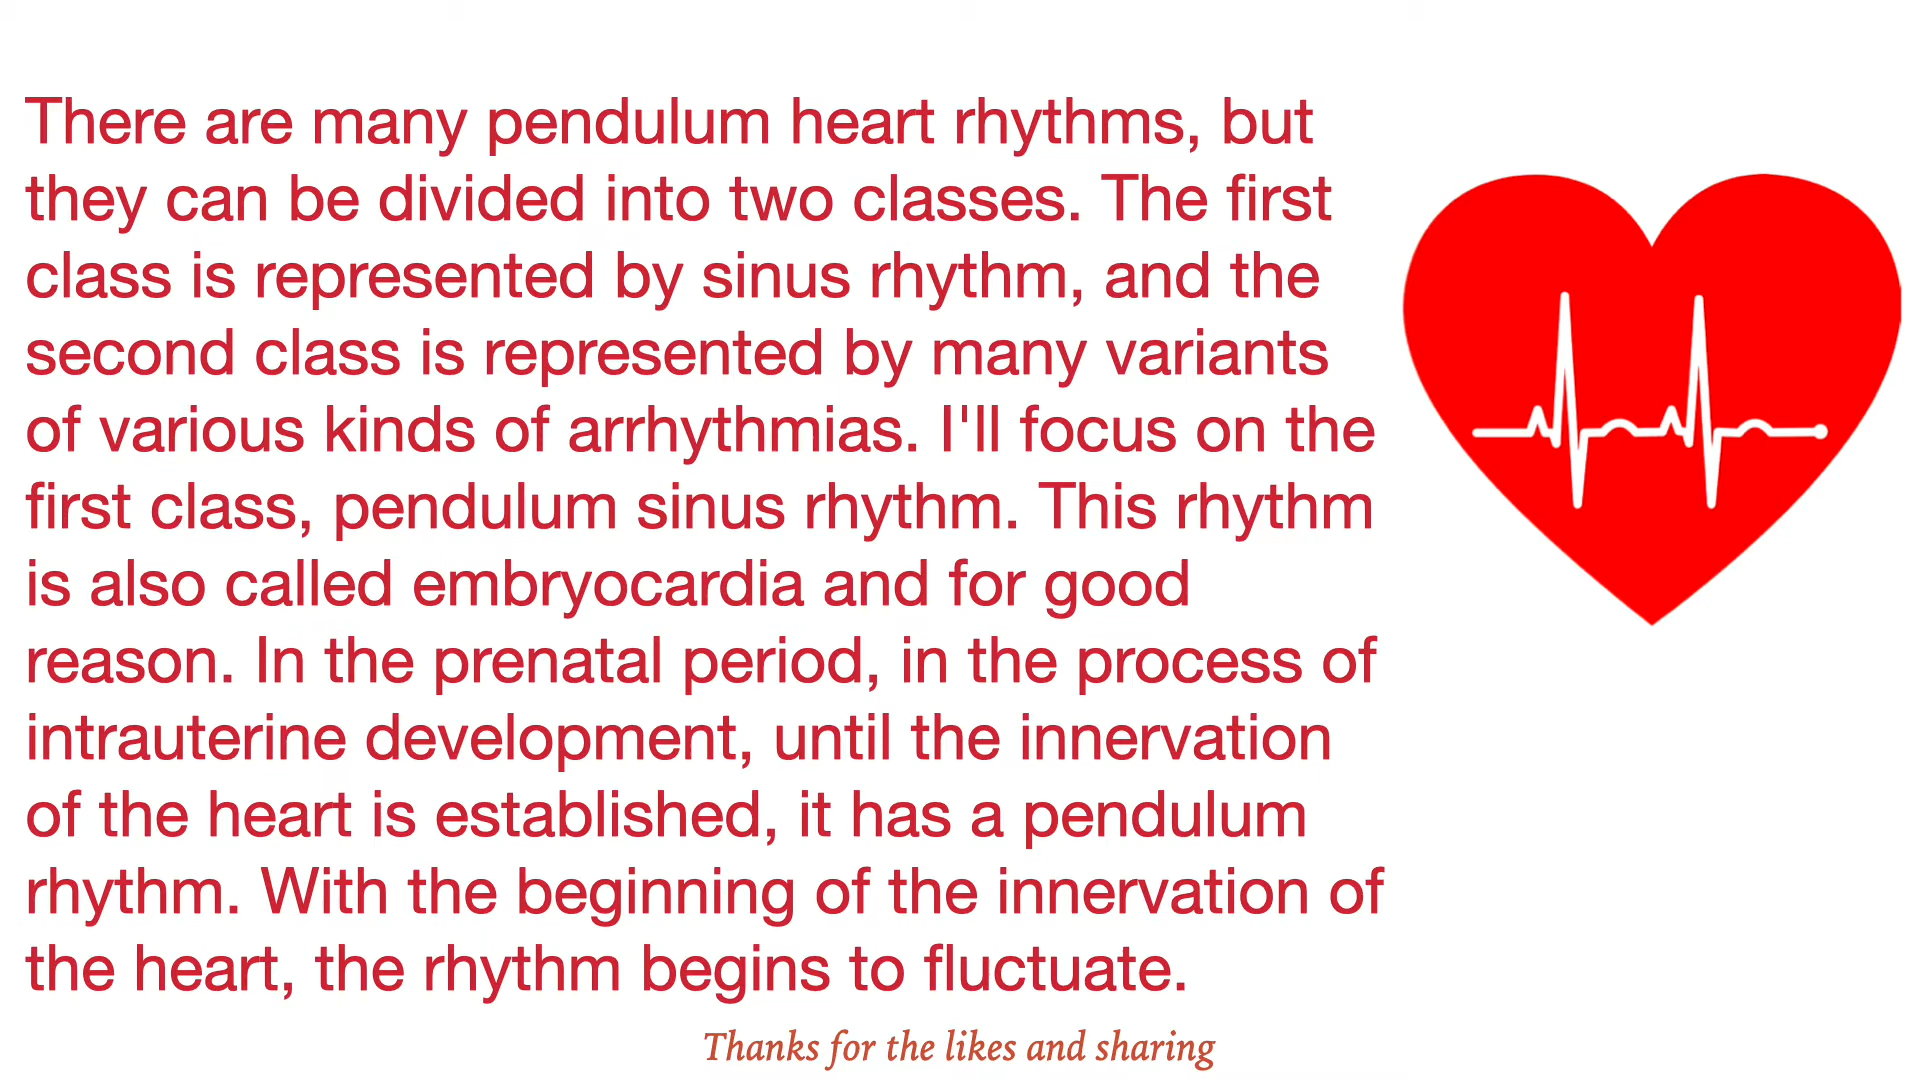 There are many pendulum heart rhythms, but
they can be divided into two classes. The first
class is represented by sinus rhythm, and the
second class is represented by many variants
of various kinds of arrhythmias. I'll focus on the
first class, pendulum sinus rhythm. This rhythm
is also called embryocardia and for good
reason. In the prenatal period, in the process of
intrauterine development, until the innervation
of the heart is established, it has a pendulum
rhythm. With the beginning of the innervation of
the heart, the rhythm begins to fluctuate.
Thanks for the likes and sharing